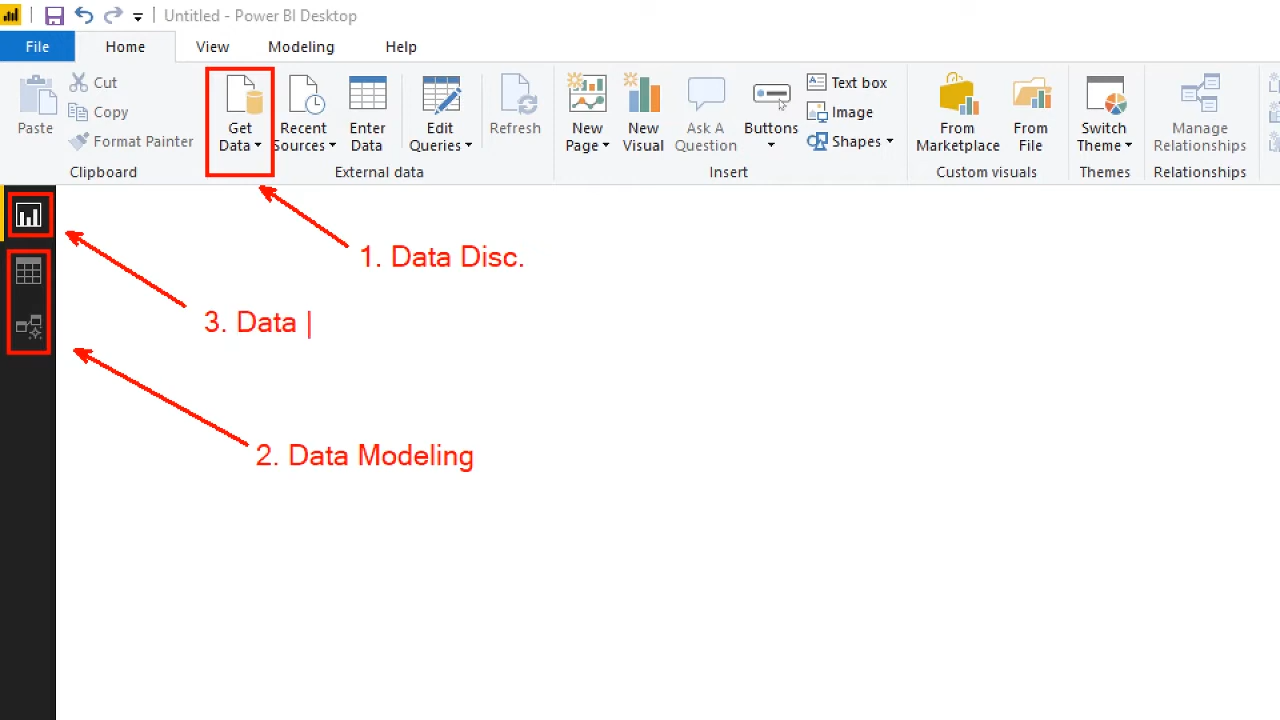 Untitled - Power BI Desktop
File Home View Modeling Help
Paste
Cut
Copy
Format Painter
Clipboard
Get
Data
Recent
Sources
Enter
Data
Edit
Queries
Refresh
External data
New
Page
New
Visual
Ask A
Question
Buttons
Text box
Image
Shapes
Insert
From
Marketplace
From
File
Custom visuals
Switch
Theme
Themes
Manage
Relationships
Relationships
1. Data Disc.
3. Data
2. Data Modeling